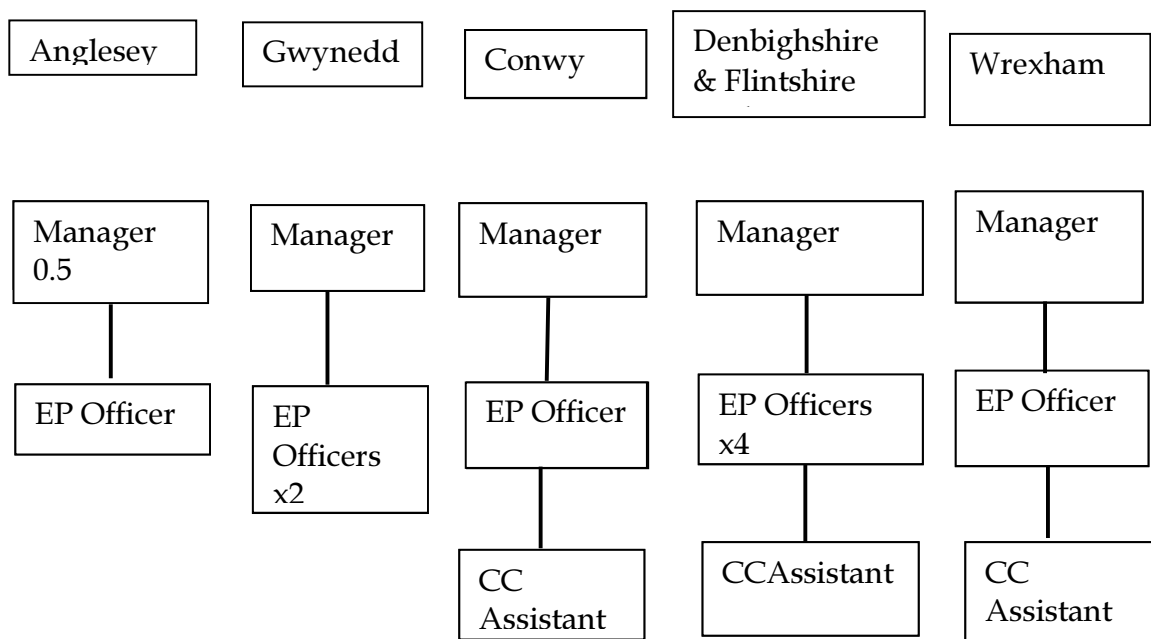 Anglesey
Gwynedd
Conwy
Denbighshire
& Flintshire
Wrexham
Manager
0.5
Manager
Manager
Manager
Manager
EP Officer
EP
Officers
x2
EP Officer
EP Officers
x4
EP Officer
CC
Assistant
CCAssistant
CC
Assistant